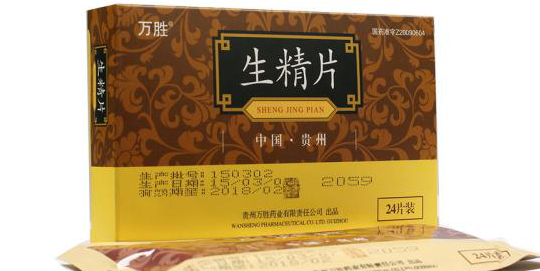 万胜®
国药准字Z20090604
生精片
生精片
SHENG JING PIAN
中国·贵州
生产批号:150302
生产日期:15/03/0
有效期至:2018/02
2059
贵州万胜药业有限责任公司 出品
WANSHENG PHARMACEUTICAL CO. LTD. GUIZHOU
24片装